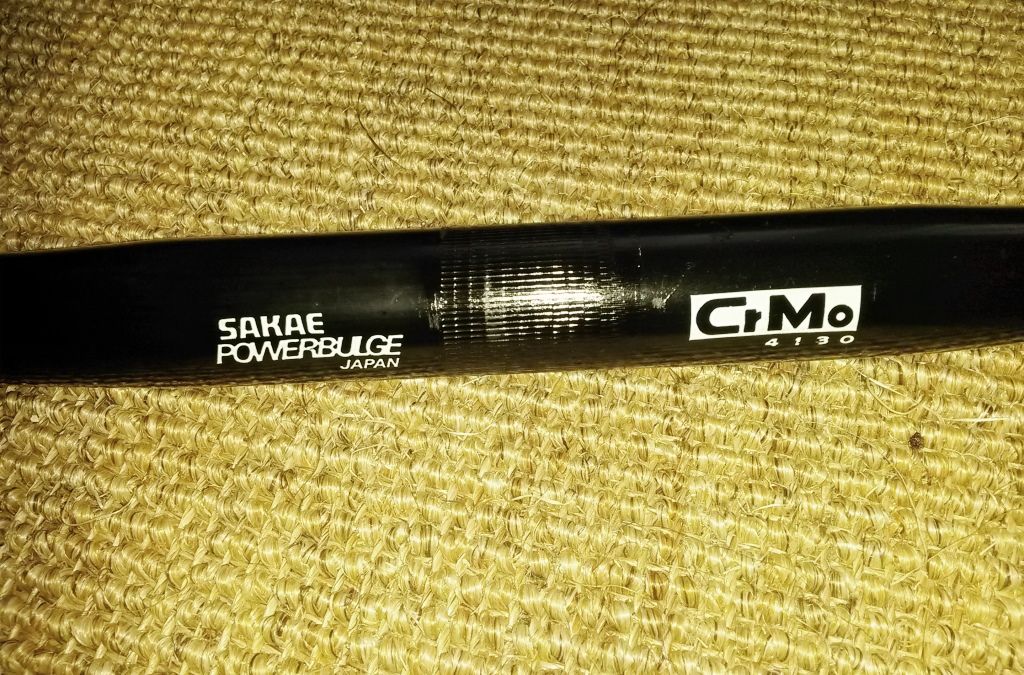 SAKAE
POWERBULGE
JAPAN
CrMo
4130